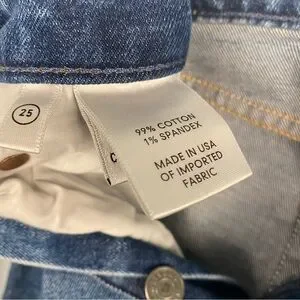 25
99% COTTON
1% SPANDEX
MADE IN USA
OF IMPORTED
FABRIC